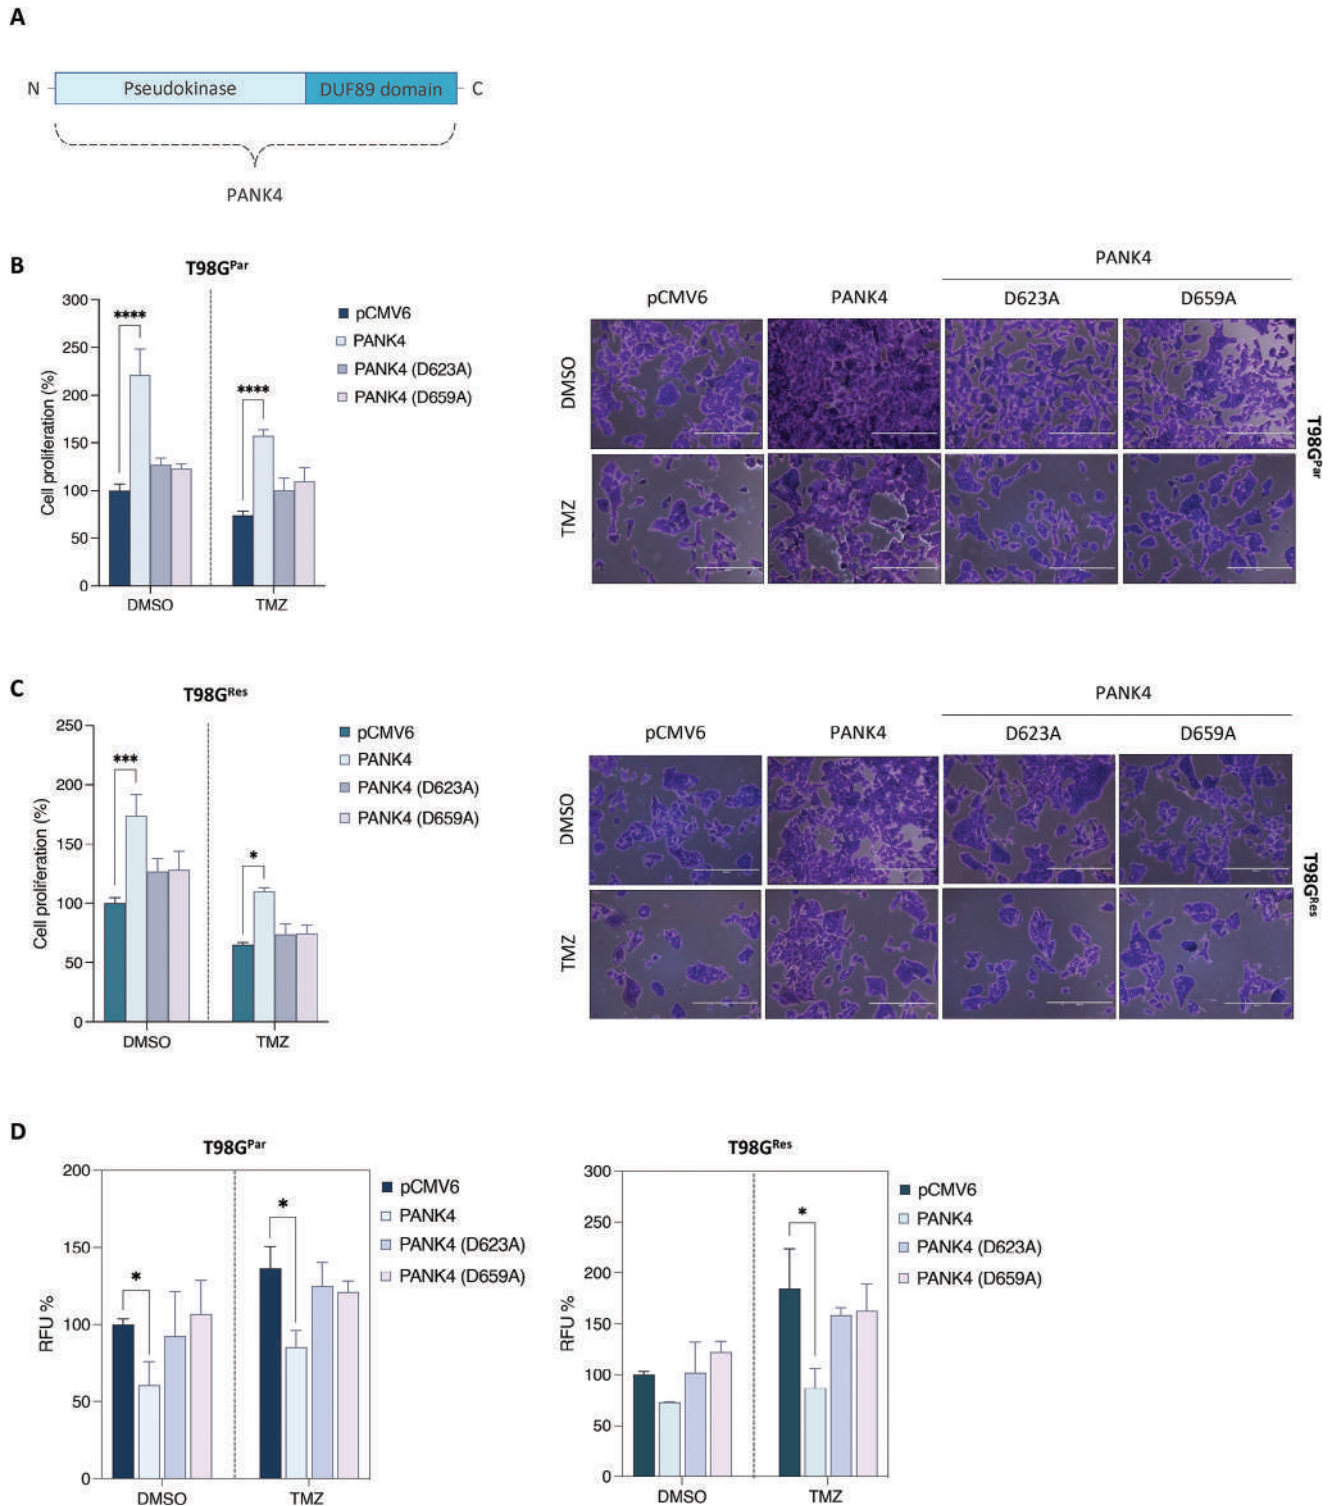 A
N
Pseudokinase
DUF89 domain
C
PANK4
B
T98GPar
Cell proliferation (%)
300
250
200
150
100
50
0
****
****
DMSO
TMZ
pCMV6
PANK4
PANK4 (D623A)
PANK4 (D659A)
PANK4
pCMV6
PANK4
D623A
D659A
DMSO
TMZ
T98GPar
C
T98GRes
Cell proliferation (%)
250
200
150
100
50
0
***
*
DMSO
TMZ
pCMV6
PANK4
PANK4 (D623A)
PANK4 (D659A)
PANK4
pCMV6
PANK4
D623A
D659A
DMSO
TMZ
T98GRes
D
T98GPar
RFU %
200
150
100
50
0
*
*
DMSO
TMZ
pCMV6
PANK4
PANK4 (D623A)
PANK4 (D659A)
T98GRes
RFU %
300
250
200
150
100
50
0
*
DMSO
TMZ
pCMV6
PANK4
PANK4 (D623A)
PANK4 (D659A)